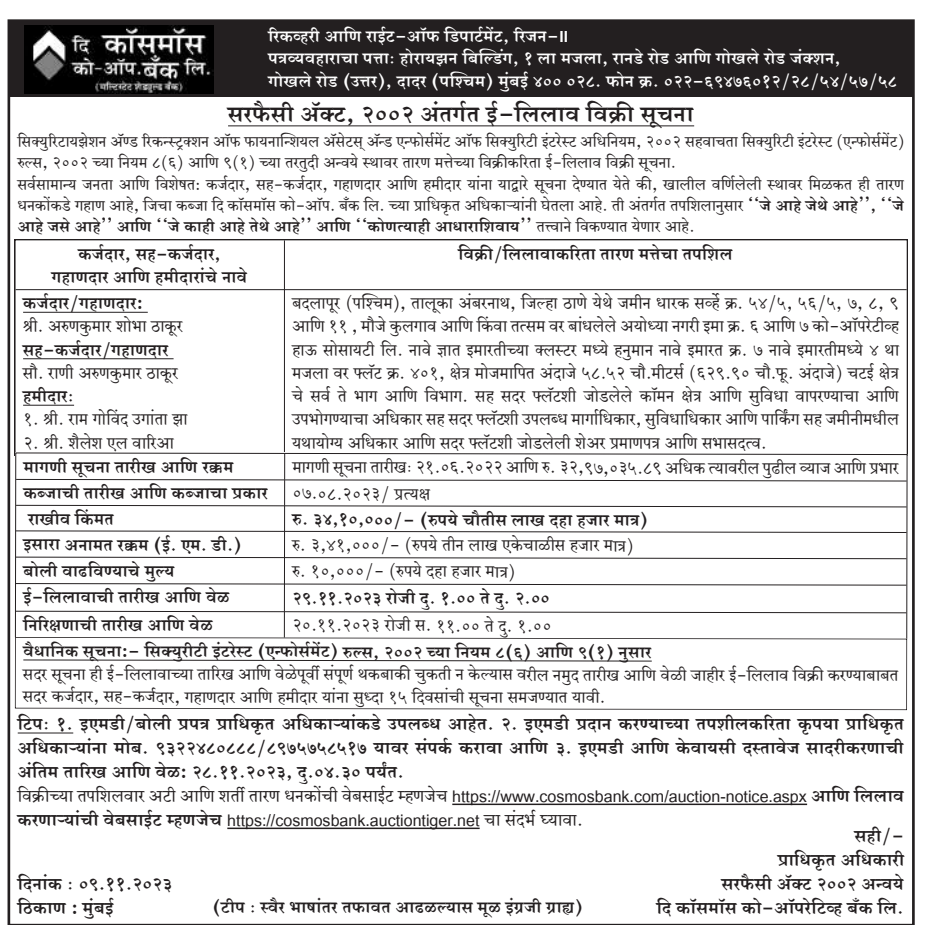 दि कॉसमॉस
को-ऑप. बँक लि.
(मल्टिस्टेट शेड्युल्ड बँक)
रिकव्हरी आणि राईट-ऑफ डिपार्टमेंट, रिजन-II
पत्रव्यवहाराचा पत्ता: होरायझन बिल्डिंग, १ ला मजला, रानडे रोड आणि गोखले रोड जंक्शन,
गोखले रोड (उत्तर), दादर (पश्चिम) मुंबई ४०० ०२८. फोन क्र. ०२२-६९४७६०१२/२८/५४/५७/५८
सरफैसी ॲक्ट, २००२ अंतर्गत ई-लिलाव विक्री सूचना
सिक्युरिटायझेशन ॲण्ड रिकन्स्ट्रक्शन ऑफ फायनान्शियल ॲसेटस् ॲन्ड एन्फोर्समेंट ऑफ सिक्युरिटी इंटरेस्ट अधिनियम, २००२ सहवाचता सिक्युरिटी इंटरेस्ट (एन्फोर्समेंट)
रुल्स, २००२ च्या नियम ८(६) आणि ९(१) च्या तरतुदी अन्वये स्थावर तारण मत्तेच्या विक्रीकरिता ई-लिलाव विक्री सूचना.
सर्वसामान्य जनता आणि विशेषत: कर्जदार, सह-कर्जदार, गहाणदार आणि हमीदार यांना याद्वारे सूचना देण्यात येते की, खालील वर्णिलेली स्थावर मिळकत ही तारण
धनकोंकडे गहाण आहे, जिचा कब्जा दि कॉसमॉस को-ऑप. बँक लि. च्या प्राधिकृत अधिकाऱ्यांनी घेतला आहे. ती अंतर्गत तपशिलानुसार ‘‘जे आहे जेथे आहे’’, ‘‘जे
आहे जसे आहे’’ आणि ‘‘जे काही आहे तेथे आहे’’ आणि ‘‘कोणत्याही आधाराशिवाय’’ तत्त्वाने विकण्यात येणार आहे.
कर्जदार, सह-कर्जदार,
गहाणदार आणि हमीदारांचे नावे
विक्री/लिलावाकरिता तारण मत्तेचा तपशिल
कर्जदार/गहाणदार:
श्री. अरुणकुमार शोभा ठाकूर
सह-कर्जदार/गहाणदार
सौ. राणी अरुणकुमार ठाकूर
हमीदार:
१. श्री. राम गोविंद उगांता झा
२. श्री. शैलेश एल वारिआ
बदलापूर (पश्चिम), तालूका अंबरनाथ, जिल्हा ठाणे येथे जमीन धारक सर्व्हे क्र. ५४/५, ५६/५, ७, ८, ९
आणि ११ , मौजे कुलगाव आणि किंवा तत्सम वर बांधलेले अयोध्या नगरी इमा क्र. ६ आणि ७ को-ऑपरेटीव्ह
हाऊ सोसायटी लि. नावे ज्ञात इमारतीच्या क्लस्टर मध्ये हनुमान नावे इमारत क्र. ७ नावे इमारतीमध्ये ४ था
मजला वर फ्लॅट क्र. ४०१, क्षेत्र मोजमापित अंदाजे ५८.५२ चौ.मीटर्स (६२९.९० चौ.फू. अंदाजे) चटई क्षेत्र
चे सर्व ते भाग आणि विभाग. सह सदर फ्लॅटशी जोडलेले कॉमन क्षेत्र आणि सुविधा वापरण्याचा आणि
उपभोगण्याचा अधिकार सह सदर फ्लॅटशी उपलब्ध मार्गाधिकार, सुविधाधिकार आणि पार्किंग सह जमीनीमधील
यथायोग्य अधिकार आणि सदर फ्लॅटशी जोडलेली शेअर प्रमाणपत्र आणि सभासदत्व.
मागणी सूचना तारीख आणि रक्कम
मागणी सूचना तारीख: २१.०६.२०२२ आणि रु. ३२,९७,०३५.८९ अधिक त्यावरील पुढील व्याज आणि प्रभार
कब्जाची तारीख आणि कब्जाचा प्रकार
०७.०८.२०२३/ प्रत्यक्ष
राखीव किंमत
रु. ३४,१०,०००/- (रुपये चौतीस लाख दहा हजार मात्र)
इसारा अनामत रक्कम (ई. एम. डी.)
रु. ३,४१,०००/- (रुपये तीन लाख एकेचाळीस हजार मात्र)
बोली वाढविण्याचे मुल्य
रु. १०,०००/- (रुपये दहा हजार मात्र)
ई-लिलावाची तारीख आणि वेळ
२९.११.२०२३ रोजी दु. १.०० ते दु. २.००
निरिक्षणाची तारीख आणि वेळ
२०.११.२०२३ रोजी स. ११.०० ते दु. १.००
वैधानिक सूचना:- सिक्युरीटी इंटरेस्ट (एन्फोर्समेंट) रुल्स, २००२ च्या नियम ८(६) आणि ९(१) नुसार
सदर सूचना ही ई-लिलावाच्या तारिख आणि वेळेपूर्वी संपूर्ण थकबाकी चुकती न केल्यास वरील नमुद तारीख आणि वेळी जाहीर ई-लिलाव विक्री करण्याबाबत
सदर कर्जदार, सह-कर्जदार, गहाणदार आणि हमीदार यांना सुध्दा १५ दिवसांची सूचना समजण्यात यावी.
टिप: १. इएमडी/बोली प्रपत्र प्राधिकृत अधिकाऱ्यांकडे उपलब्ध आहेत. २. इएमडी प्रदान करण्याच्या तपशीलकरिता कृपया प्राधिकृत
अधिकाऱ्यांना मोब. ९३२२४८०८८८/८९७५७५८५१७ यावर संपर्क करावा आणि ३. इएमडी आणि केवायसी दस्तावेज सादरीकरणाची
अंतिम तारिख आणि वेळ: २८.११.२०२३, दु.०४.३० पर्यंत.
विक्रीच्या तपशिलवार अटी आणि शर्ती तारण धनकोंची वेबसाईट म्हणजेच https://www.cosmosbank.com/auction-notice.aspx आणि लिलाव
करणाऱ्यांची वेबसाईट म्हणजेच https://cosmosbank.auctiontiger.net चा संदर्भ घ्यावा.
सही/-
प्राधिकृत अधिकारी
दिनांक : ०९.११.२०२३ सरफैसी ॲक्ट २००२ अन्वये
ठिकाण : मुंबई (टीप : स्वैर भाषांतर तफावत आढळल्यास मूळ इंग्रजी ग्राह्य) दि कॉसमॉस को-ऑपरेटिव्ह बँक लि.